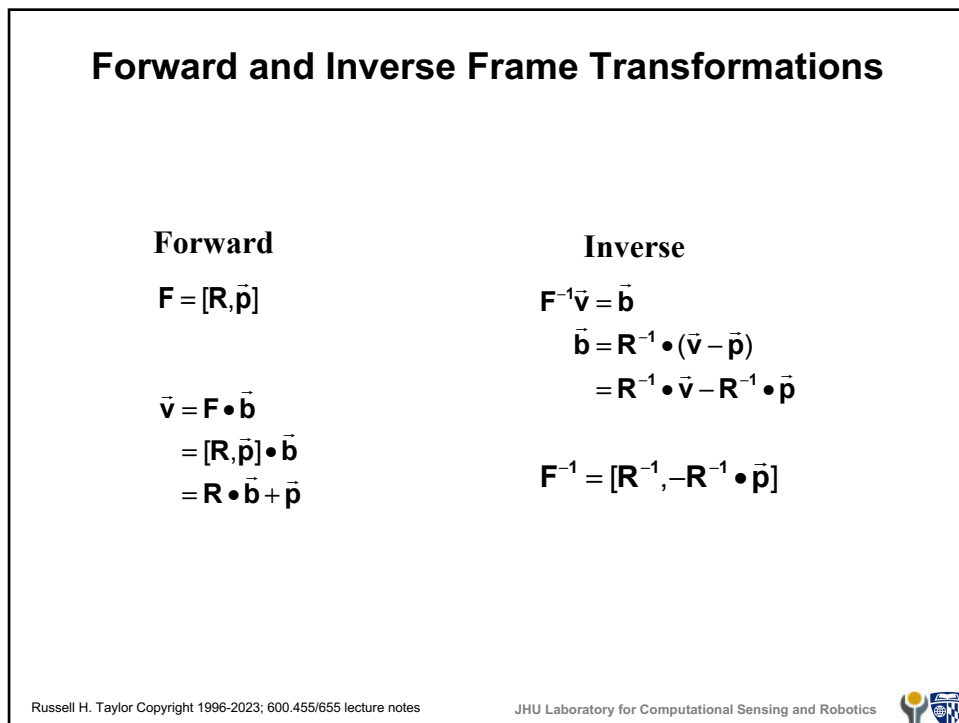 Forward and Inverse Frame Transformations
Forward
F = [R, p⃗]
v⃗ = F • b⃗
= [R, p⃗] • b⃗
= R • b⃗ + p⃗
Inverse
F⁻¹v⃗ = b⃗
b⃗ = R⁻¹ • (v⃗ − p⃗)
= R⁻¹ • v⃗ − R⁻¹ • p⃗
F⁻¹ = [R⁻¹, −R⁻¹ • p⃗]
Russell H. Taylor Copyright 1996-2023; 600.455/655 lecture notes
JHU Laboratory for Computational Sensing and Robotics